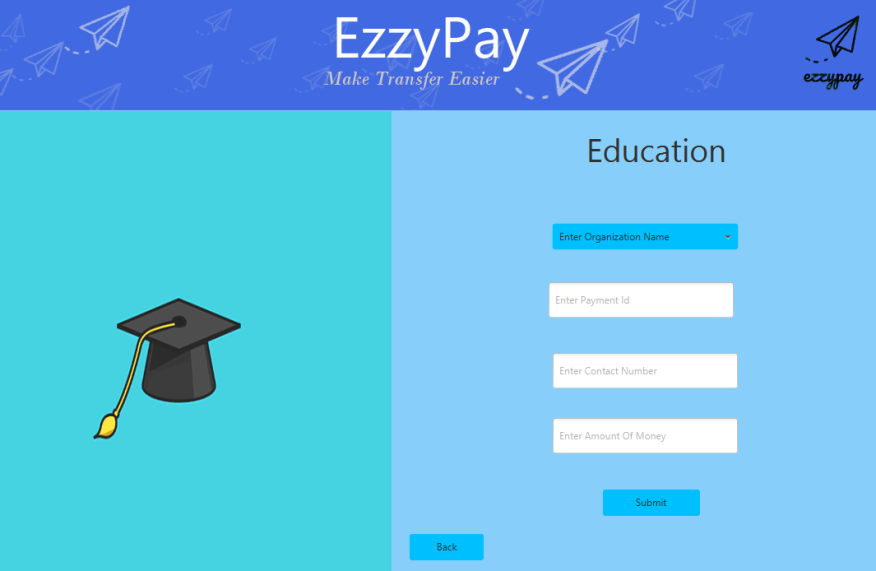 EzzyPay
Make Transfer Easier
ezzypay
Education
Enter Organization Name
Enter Payment Id
Enter Contact Number
Enter Amount Of Money
Submit
Back